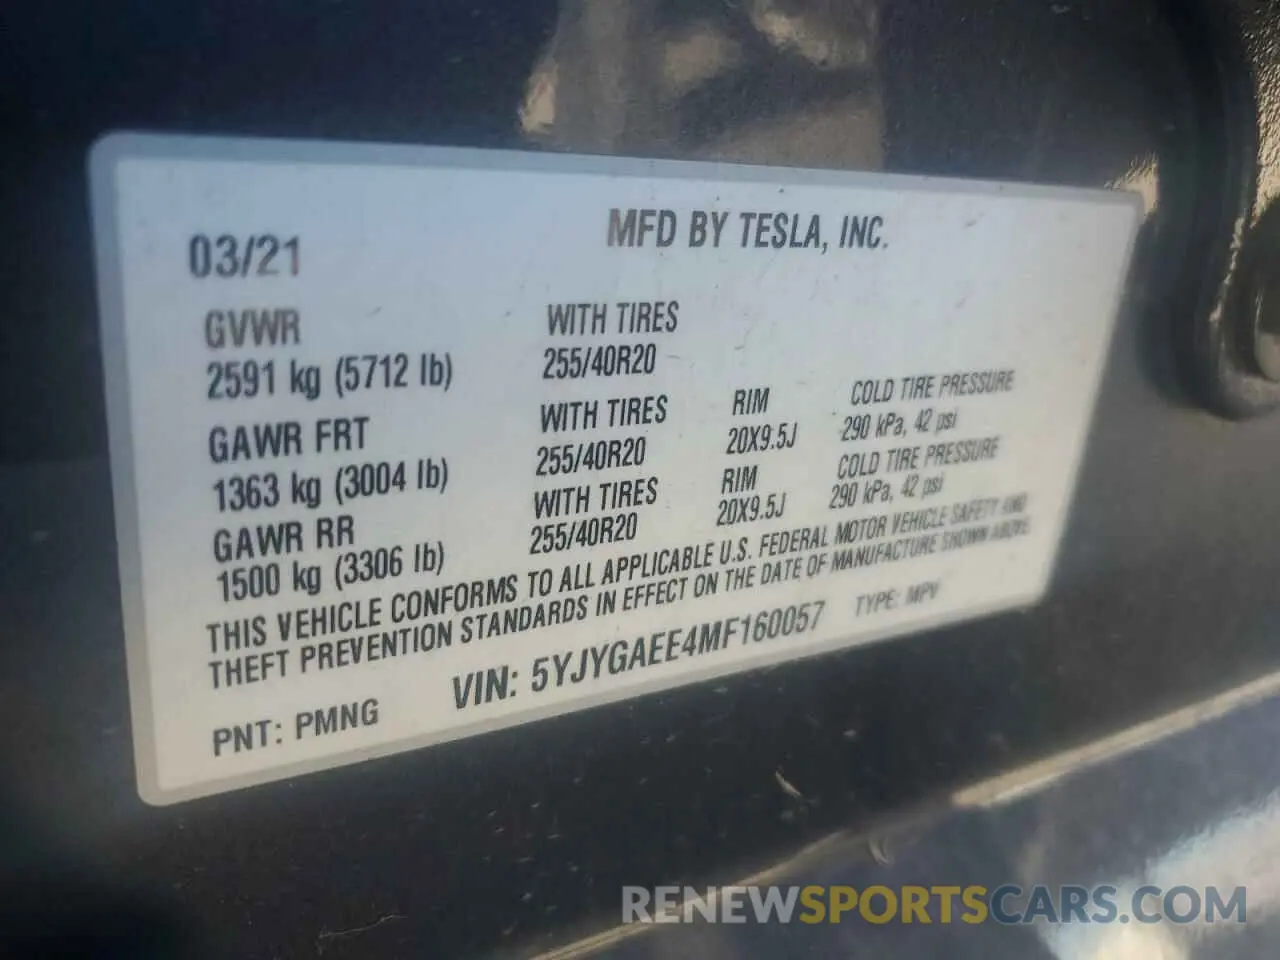 MFD BY TESLA, INC.
03/21
GVWR
2591 kg (5712 lb)
WITH TIRES
255/40R20
GAWR FRT
1363 kg (3004 lb)
WITH TIRES
255/40R20
RIM
20X9.5J
COLD TIRE PRESSURE
290 kPa, 42 psi
GAWR RR
1500 kg (3306 lb)
WITH TIRES
255/40R20
RIM
20X9.5J
COLD TIRE PRESSURE
290 kPa, 42 psi
THIS VEHICLE CONFORMS TO ALL APPLICABLE U.S. FEDERAL MOTOR VEHICLE SAFETY AND
THEFT PREVENTION STANDARDS IN EFFECT ON THE DATE OF MANUFACTURE SHOWN ABOVE
PNT: PMNG
VIN: 5YJYGAEE4MF160057
TYPE: MPV
RENEWSPORTSCARS.COM